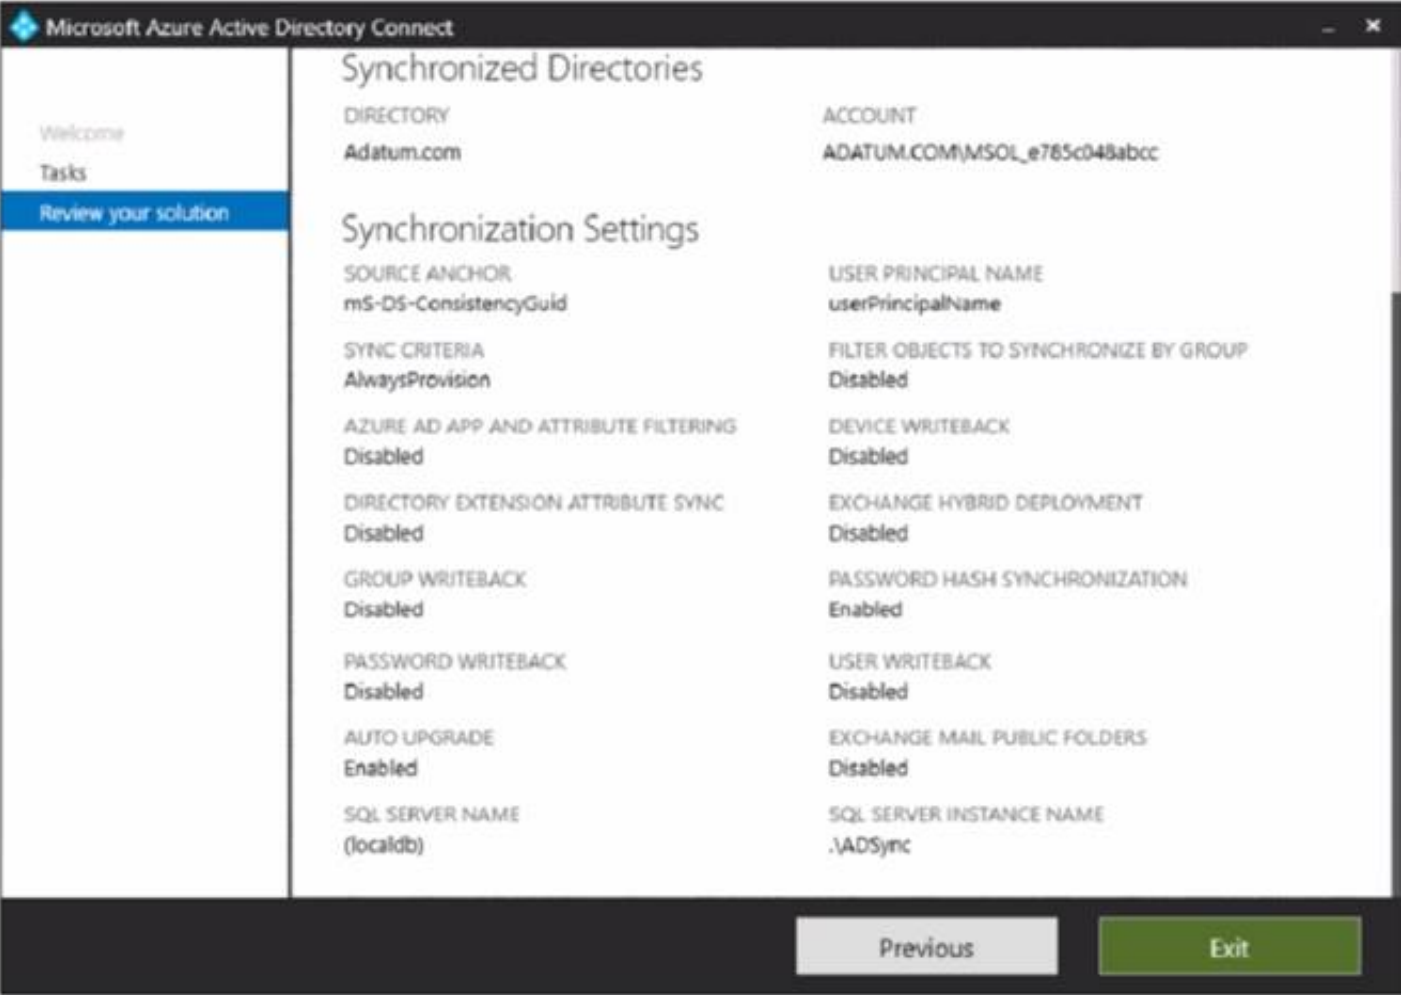 Microsoft Azure Active Directory Connect
Welcome
Tasks
Review your solution
Synchronized Directories
DIRECTORY ACCOUNT
Adatum.com ADATUM.COM\MSOL_e785c048abcc
Synchronization Settings
SOURCE ANCHOR USER PRINCIPAL NAME
mS-DS-ConsistencyGuid userPrincipalName
SYNC CRITERIA FILTER OBJECTS TO SYNCHRONIZE BY GROUP
AlwaysProvision Disabled
AZURE AD APP AND ATTRIBUTE FILTERING DEVICE WRITEBACK
Disabled Disabled
DIRECTORY EXTENSION ATTRIBUTE SYNC EXCHANGE HYBRID DEPLOYMENT
Disabled Disabled
GROUP WRITEBACK PASSWORD HASH SYNCHRONIZATION
Disabled Enabled
PASSWORD WRITEBACK USER WRITEBACK
Disabled Disabled
AUTO UPGRADE EXCHANGE MAIL PUBLIC FOLDERS
Enabled Disabled
SQL SERVER NAME SQL SERVER INSTANCE NAME
(localdb) .\ADSync
Previous Exit